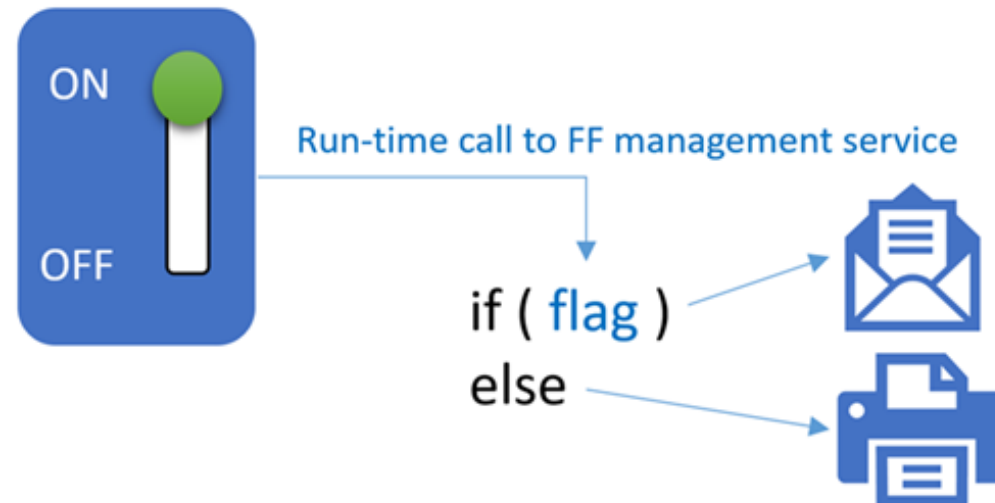 ON
OFF
Run-time call to FF management service
if ( flag )
else